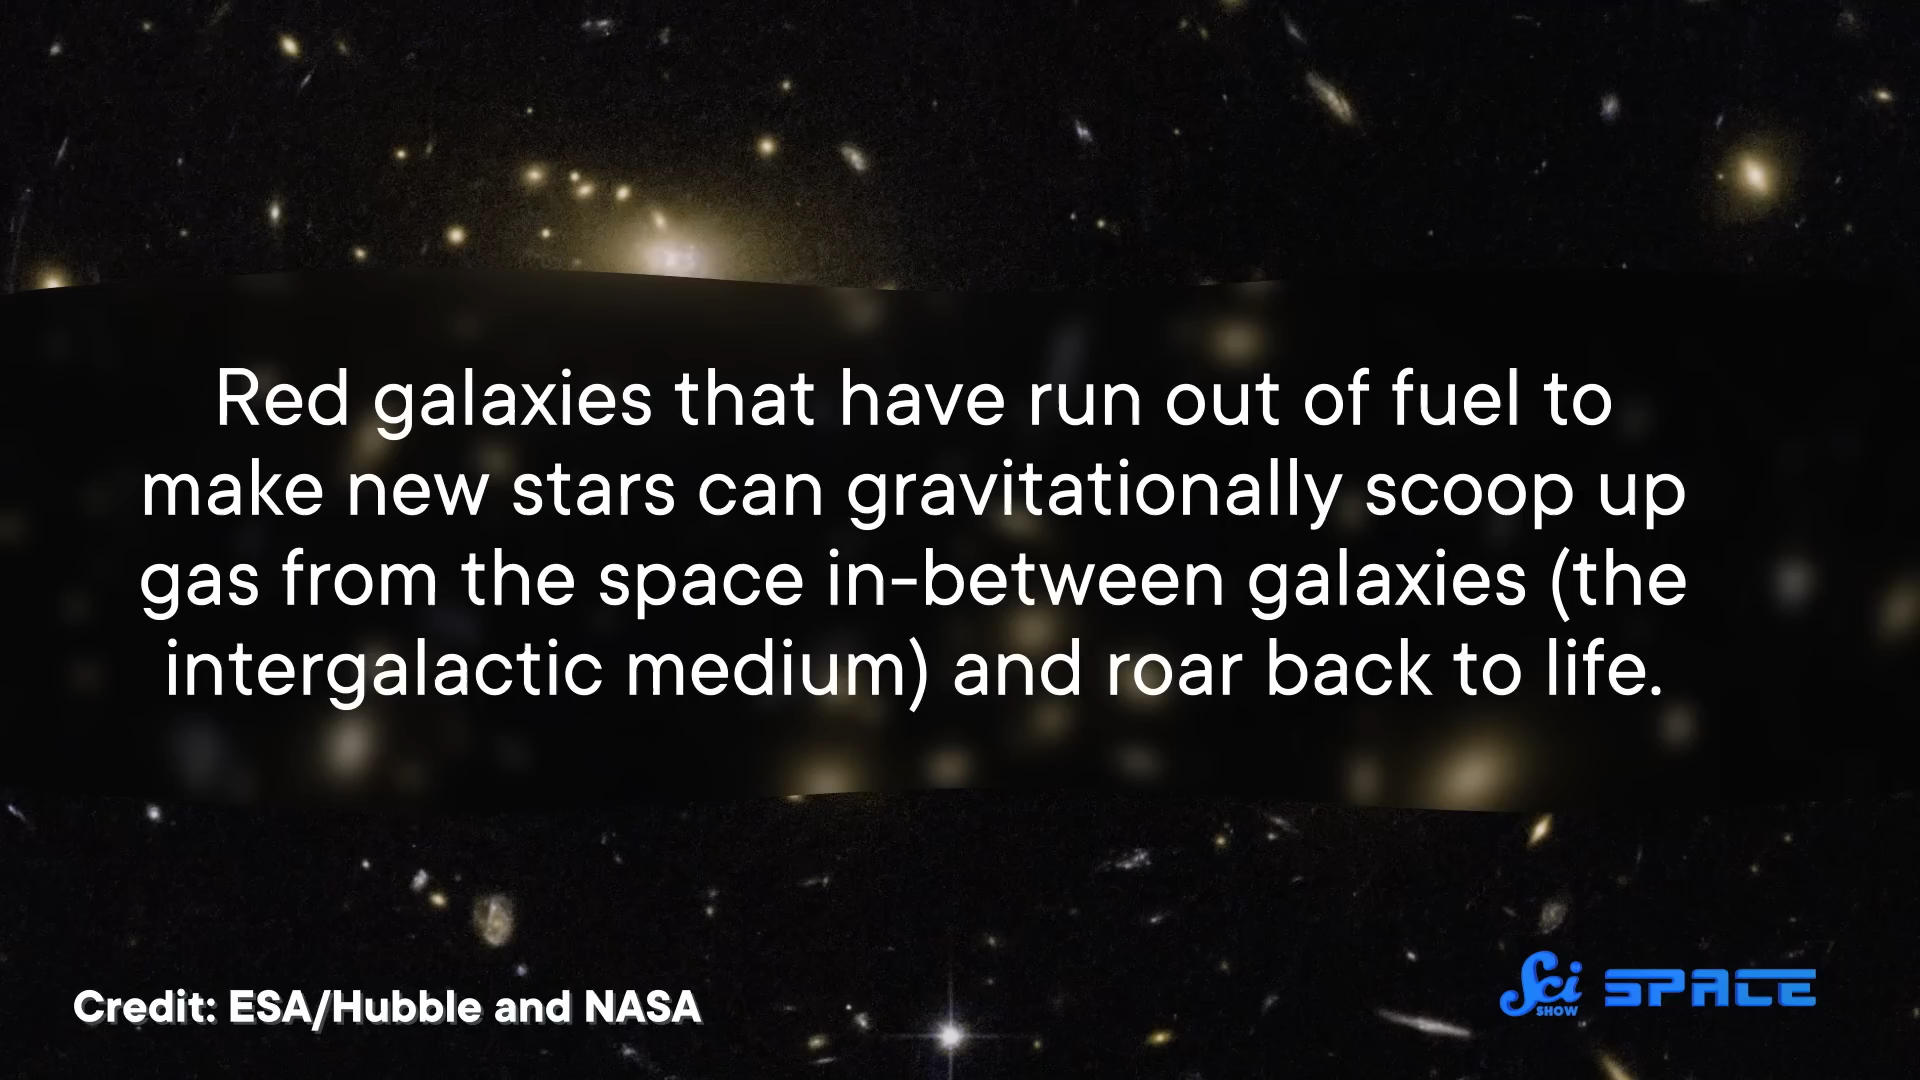 Red galaxies that have run out of fuel to
make new stars can gravitationally scoop up
gas from the space in-between galaxies (the
intergalactic medium) and roar back to life.
Credit: ESA/Hubble and NASA
Sci SHOW SPACE